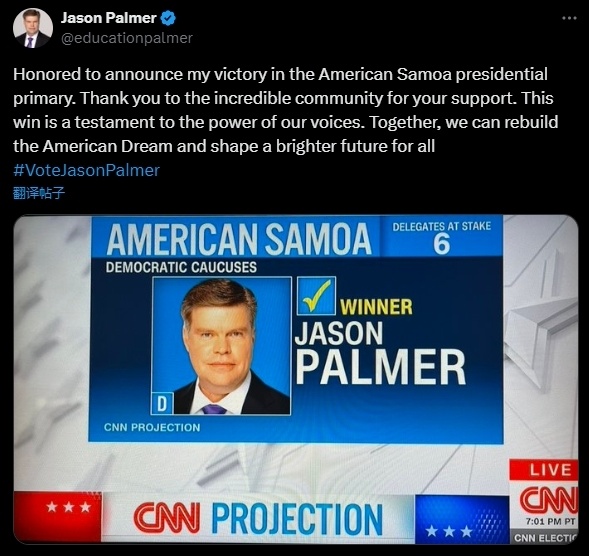 Jason Palmer
@educationpalmer
Honored to announce my victory in the American Samoa presidential
primary. Thank you to the incredible community for your support. This
win is a testament to the power of our voices. Together, we can rebuild
the American Dream and shape a brighter future for all
#VoteJasonPalmer
翻译帖子
AMERICAN SAMOA
DELEGATES AT STAKE
6
DEMOCRATIC CAUCUSES
WINNER
JASON
PALMER
D
CNN PROJECTION
LIVE
CNN PROJECTION
CNN
7:01 PM PT
CNN